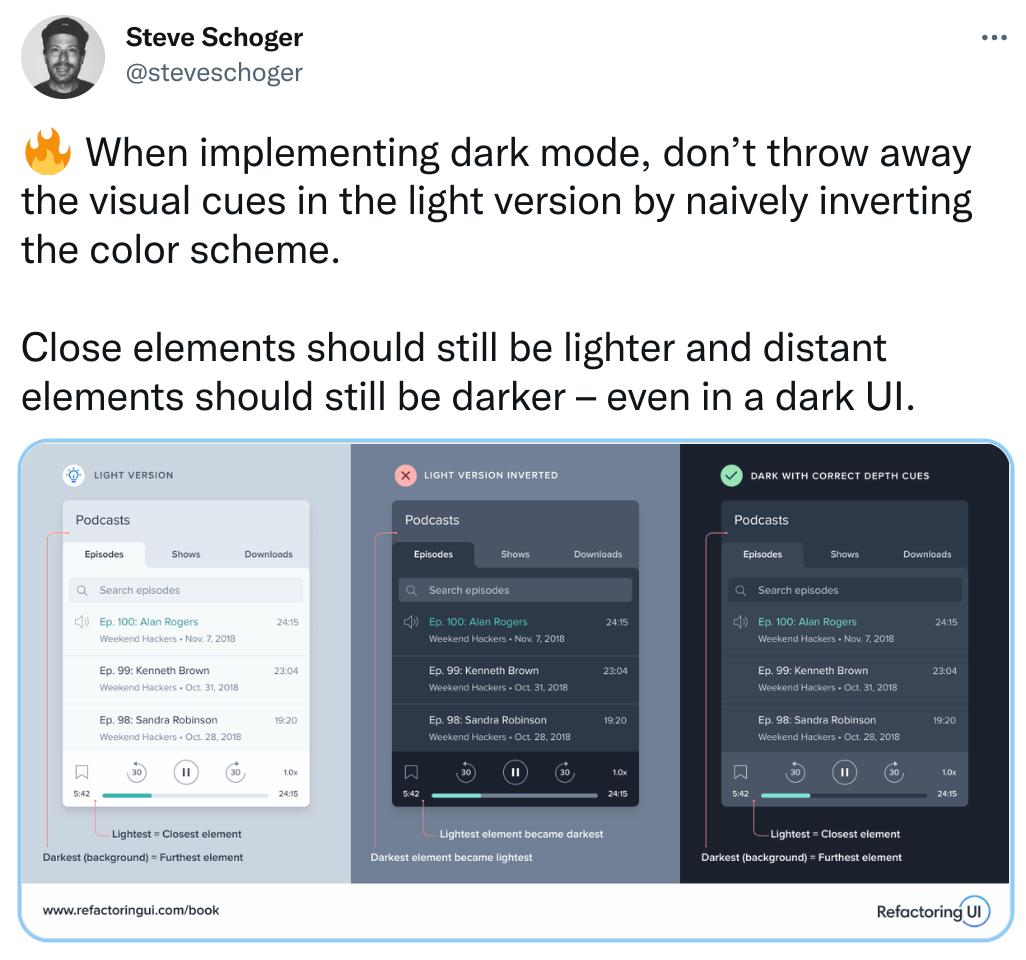 Steve Schoger
@steveschoger
🔥 When implementing dark mode, don’t throw away
the visual cues in the light version by naively inverting
the color scheme.
Close elements should still be lighter and distant
elements should still be darker – even in a dark UI.
LIGHT VERSION
Podcasts
Episodes Shows Downloads
Search episodes
Ep. 100: Alan Rogers 24:15
Weekend Hackers • Nov. 7, 2018
Ep. 99: Kenneth Brown 23:04
Weekend Hackers • Oct. 31, 2018
Ep. 98: Sandra Robinson 19:20
Weekend Hackers • Oct. 28, 2018
30 30 1.0x
5:42 24:15
Lightest = Closest element
Darkest (background) = Furthest element
LIGHT VERSION INVERTED
Podcasts
Episodes Shows Downloads
Search episodes
Ep. 100: Alan Rogers 24:15
Weekend Hackers • Nov. 7, 2018
Ep. 99: Kenneth Brown 23:04
Weekend Hackers • Oct. 31, 2018
Ep. 98: Sandra Robinson 19:20
Weekend Hackers • Oct. 28, 2018
30 30 1.0x
5:42 24:15
Lightest element became darkest
Darkest element became lightest
DARK WITH CORRECT DEPTH CUES
Podcasts
Episodes Shows Downloads
Search episodes
Ep. 100: Alan Rogers 24:15
Weekend Hackers • Nov. 7, 2018
Ep. 99: Kenneth Brown 23:04
Weekend Hackers • Oct. 31, 2018
Ep. 98: Sandra Robinson 19:20
Weekend Hackers • Oct. 28, 2018
30 30 1.0x
5:42 24:15
Lightest = Closest element
Darkest (background) = Furthest element
www.refactoringui.com/book
Refactoring UI